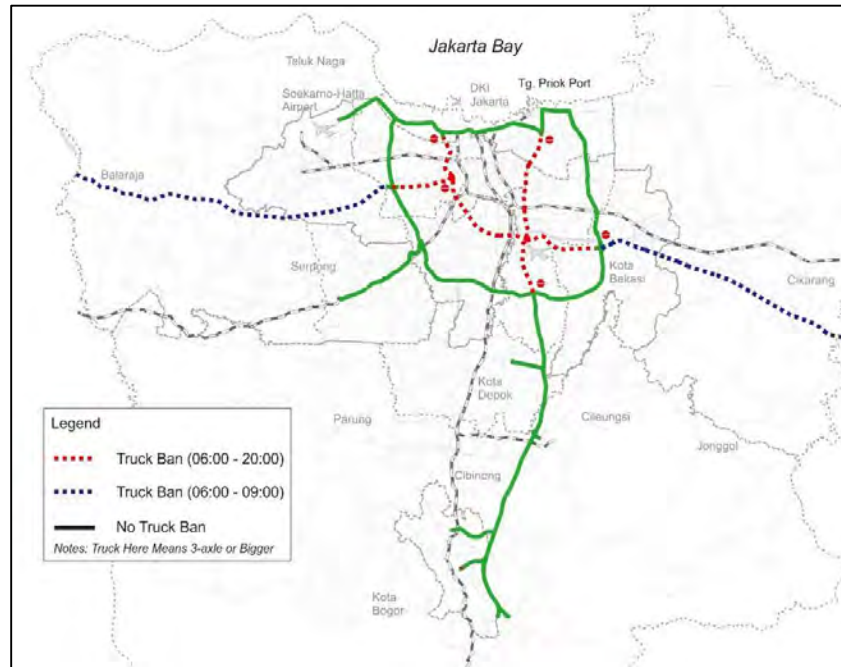 Jakarta Bay
Teluk Naga
Soekarno-Hatta
Airport
DKI
Jakarta
Tg. Priok Port
Balaraja
Serpong
Kota
Bekasi
Cikarang
Kota
Depok
Parung
Cileungsi
Jonggol
Cibinong
Kota
Bogor
Legend
Truck Ban (06:00 - 20:00)
Truck Ban (06:00 - 09:00)
No Truck Ban
Notes: Truck Here Means 3-axle or Bigger